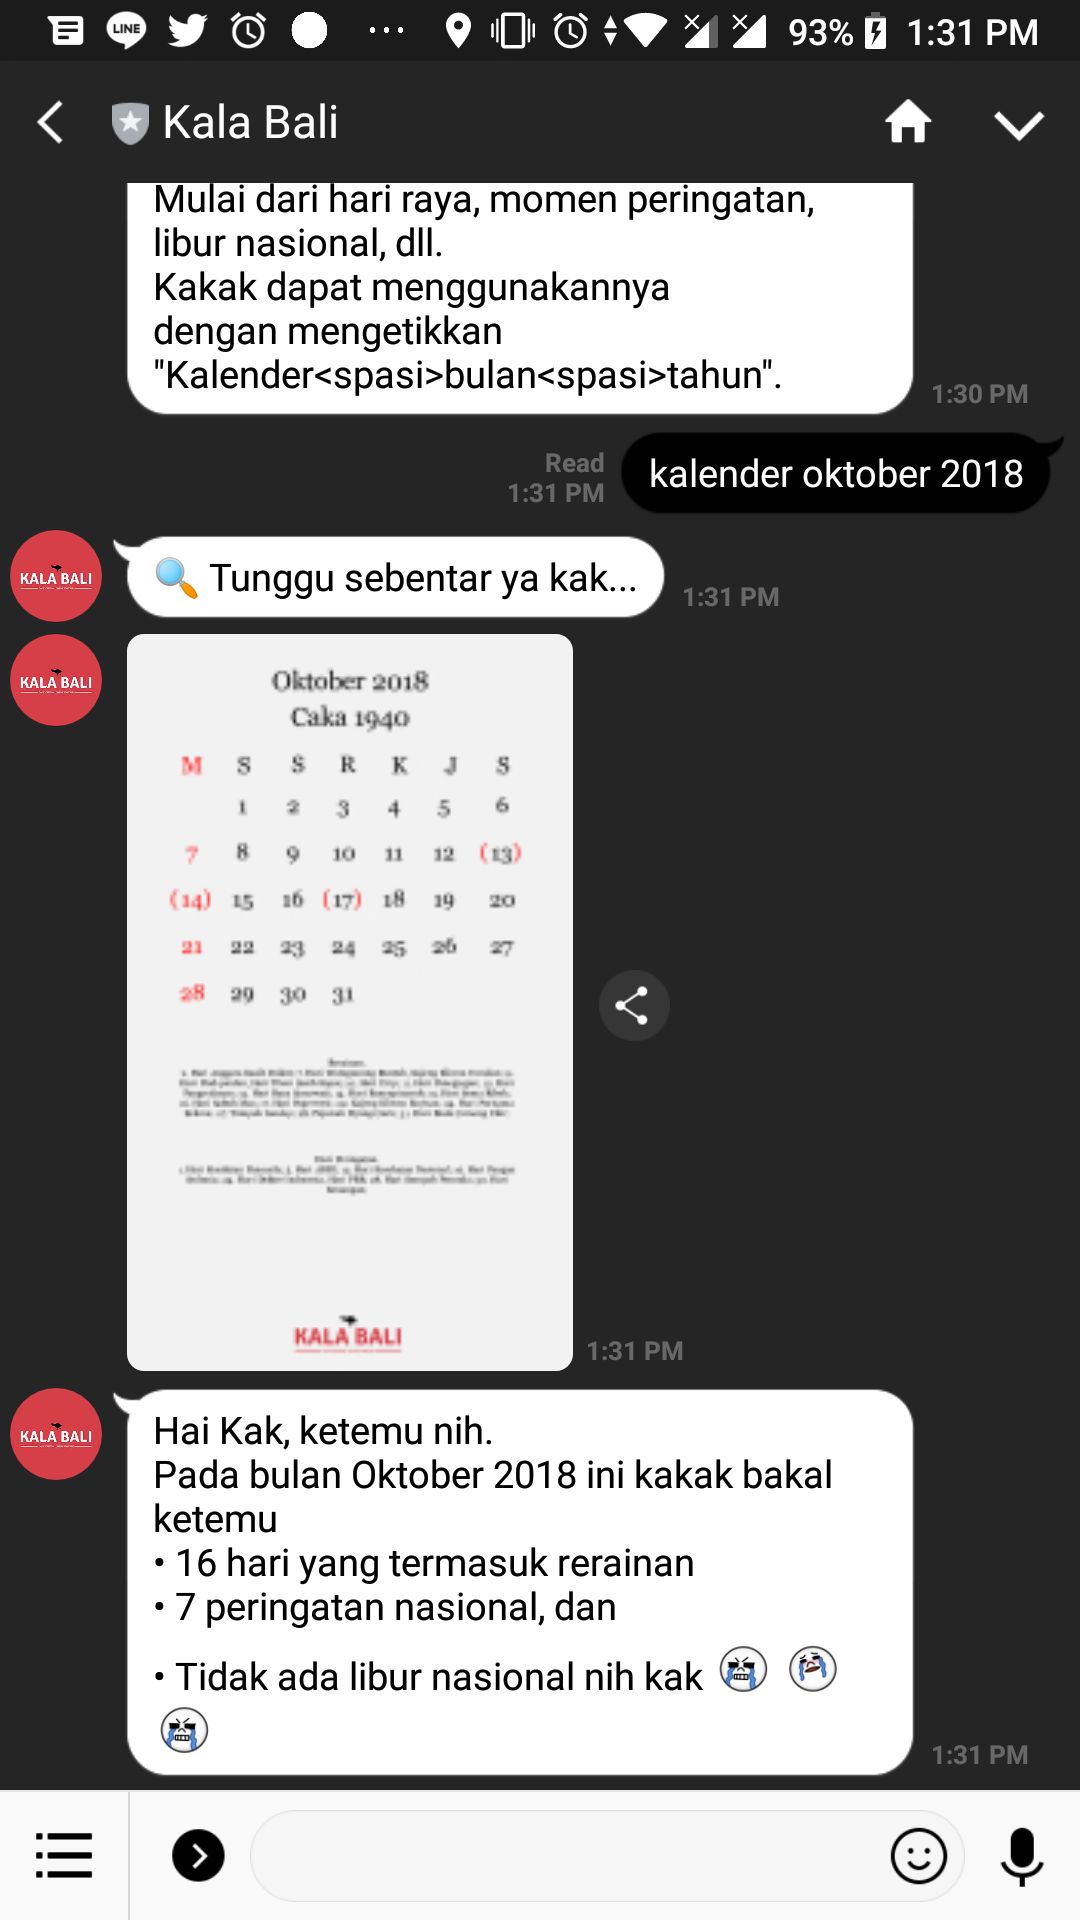 LINE
93%
1:31 PM
Kala Bali
Mulai dari hari raya, momen peringatan,
libur nasional, dll.
Kakak dapat menggunakannya
dengan mengetikkan
"Kalender<spasi>bulan<spasi>tahun".
1:30 PM
Read
1:31 PM
kalender oktober 2018
KALA BALI
Tunggu sebentar ya kak...
1:31 PM
KALA BALI
Oktober 2018
Caka 1940
M S S R K J S
1 2 3 4 5 6
7 8 9 10 11 12 (13)
(14) 15 16 (17) 18 19 20
21 22 23 24 25 26 27
28 29 30 31
KALA BALI
1:31 PM
KALA BALI
Hai Kak, ketemu nih.
Pada bulan Oktober 2018 ini kakak bakal
ketemu
• 16 hari yang termasuk rerainan
• 7 peringatan nasional, dan
• Tidak ada libur nasional nih kak
1:31 PM